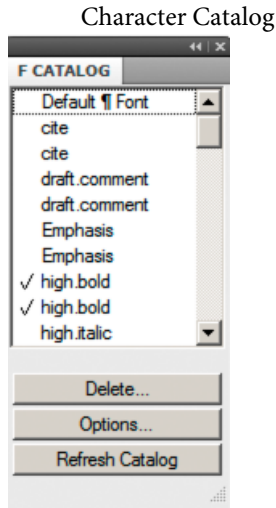 Character Catalog
F CATALOG
Default ¶ Font
cite
cite
draft.comment
draft.comment
Emphasis
Emphasis
✓ high.bold
✓ high.bold
high.italic
Delete...
Options...
Refresh Catalog